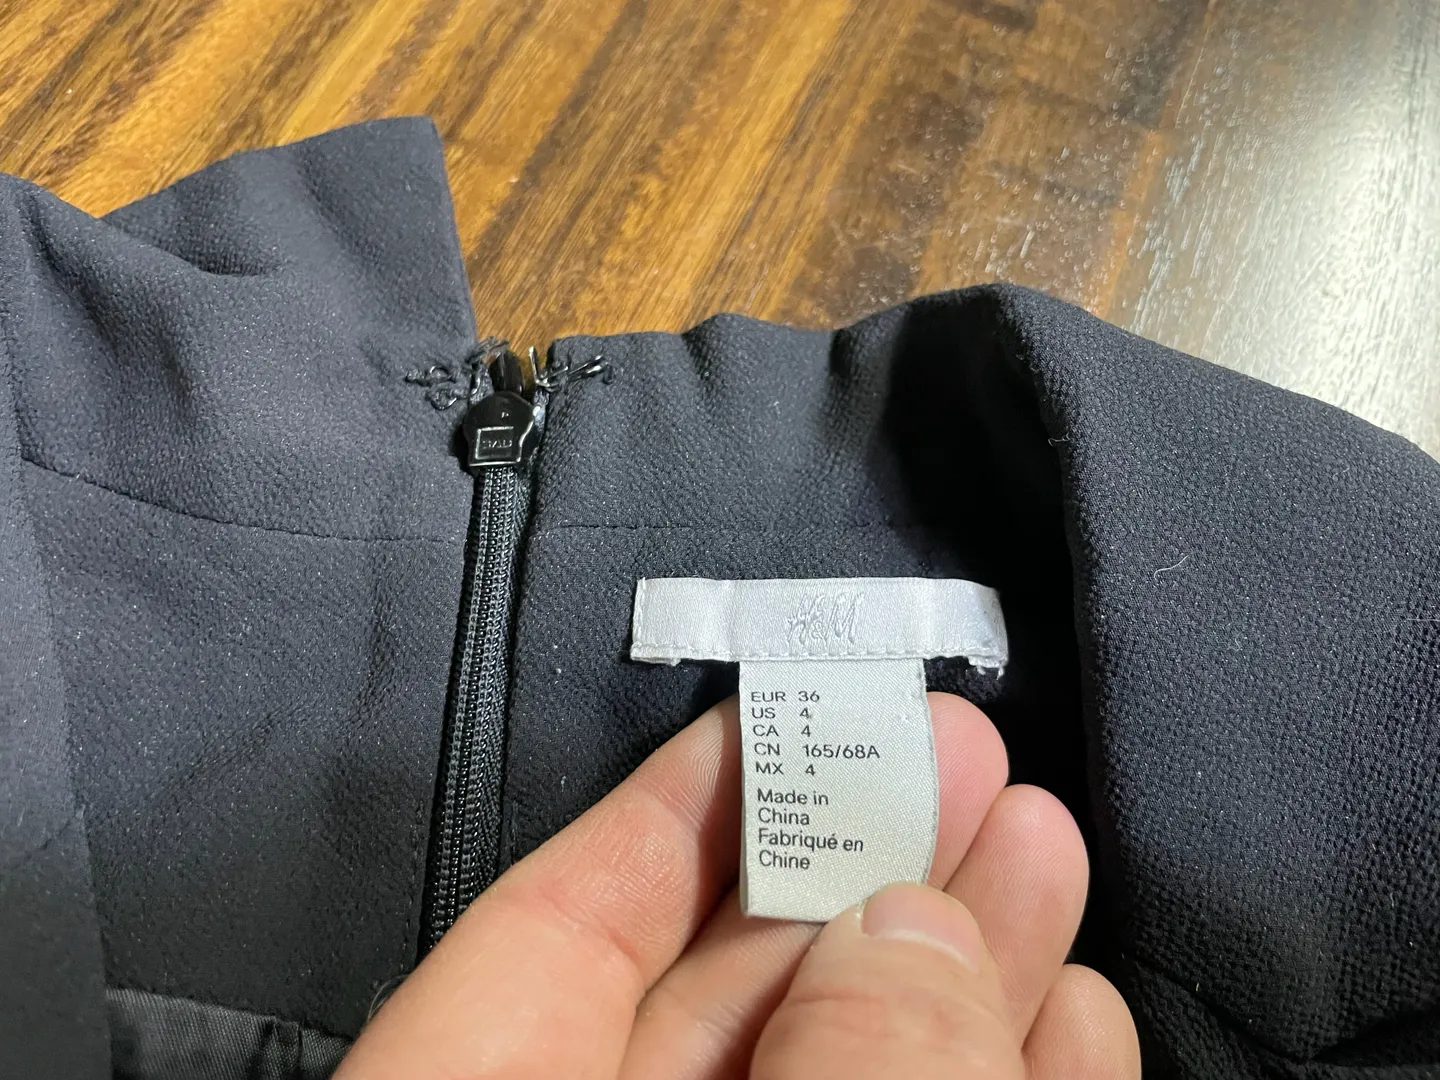 H&M
EUR 36
US 4
CA 4
CN 165/68A
MX 4
Made in
China
Fabriqué en
Chine